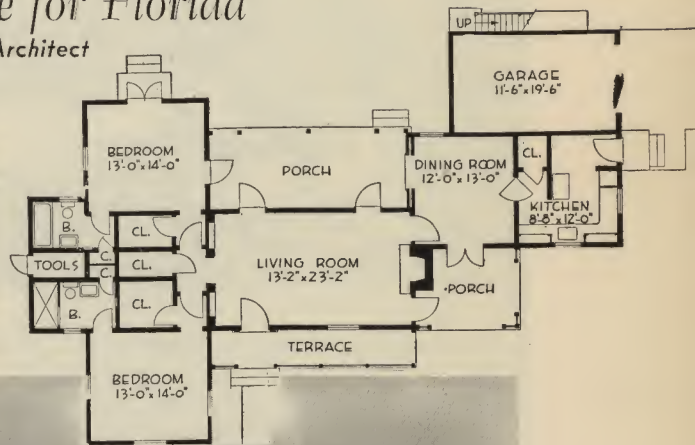 e for Florida
Architect
UP
GARAGE
11'-6"x19'-6"
BEDROOM
13'-0"x14'-0"
PORCH
DINING ROOM
12'-0"x13'-0"
CL.
KITCHEN
8'-8"x12'-0"
B.
CL.
TOOLS
C.
CL.
C.
LIVING ROOM
13'-2"x23'-2"
PORCH
B.
CL.
TERRACE
BEDROOM
13'-0"x14'-0"